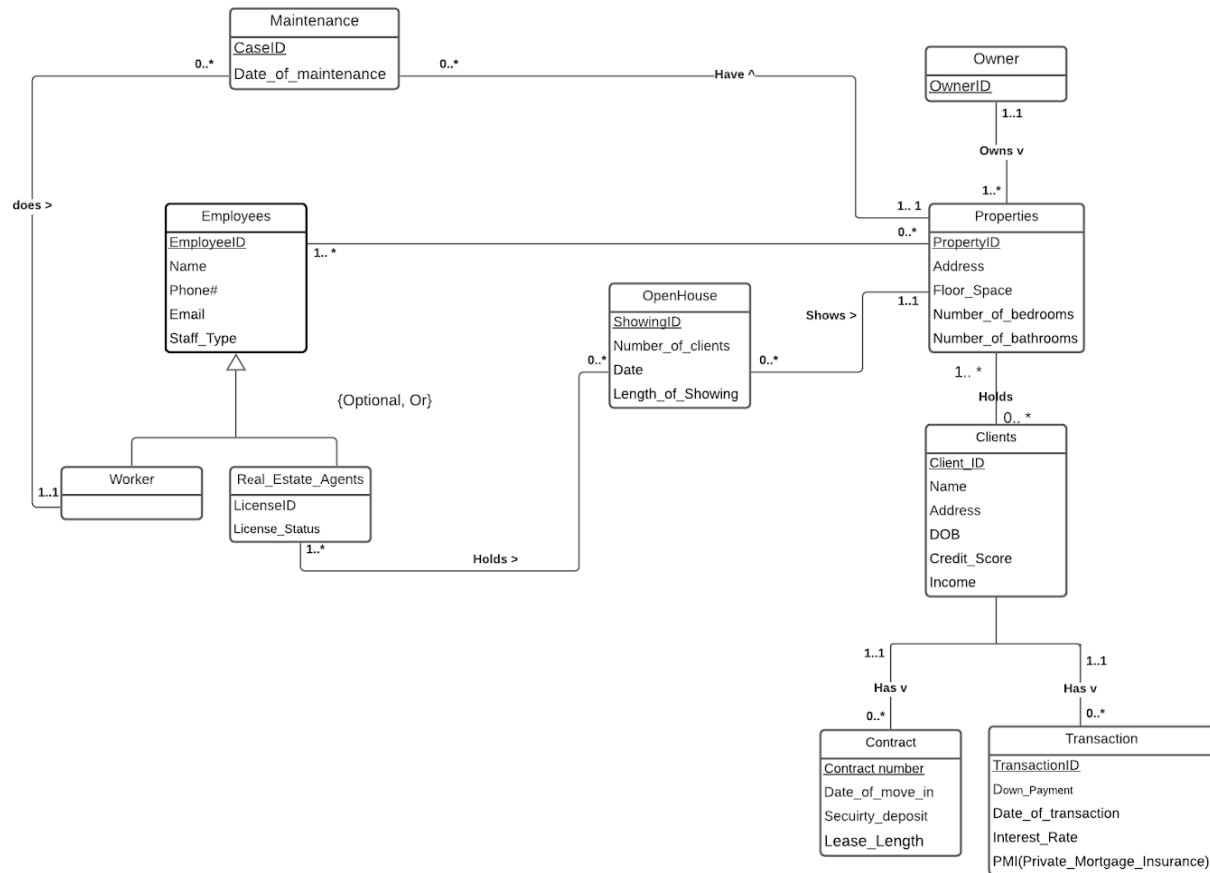 Maintenance
CaseID
Date_of_maintenance
0..*
0..*
Have ^
Owner
OwnerID
1..1
Owns v
1..*
does >
Employees
EmployeeID
Name
Phone#
Email
Staff_Type
1.. *
1.. 1
0..*
Properties
PropertyID
Address
Floor_Space
Number_of_bedrooms
Number_of_bathrooms
OpenHouse
ShowingID
Number_of_clients
Date
Length_of_Showing
Shows >
1..1
0..*
0..*
{Optional, Or}
1.. *
Holds
0.. *
Clients
Client_ID
Name
Address
DOB
Credit_Score
Income
Worker
1..1
Real_Estate_Agents
LicenseID
License_Status
1..*
Holds >
1..1
Has v
0..*
1..1
Has v
0..*
Contract
Contract number
Date_of_move_in
Secuirty_deposit
Lease_Length
Transaction
TransactionID
Down_Payment
Date_of_transaction
Interest_Rate
PMI(Private_Mortgage_Insurance)